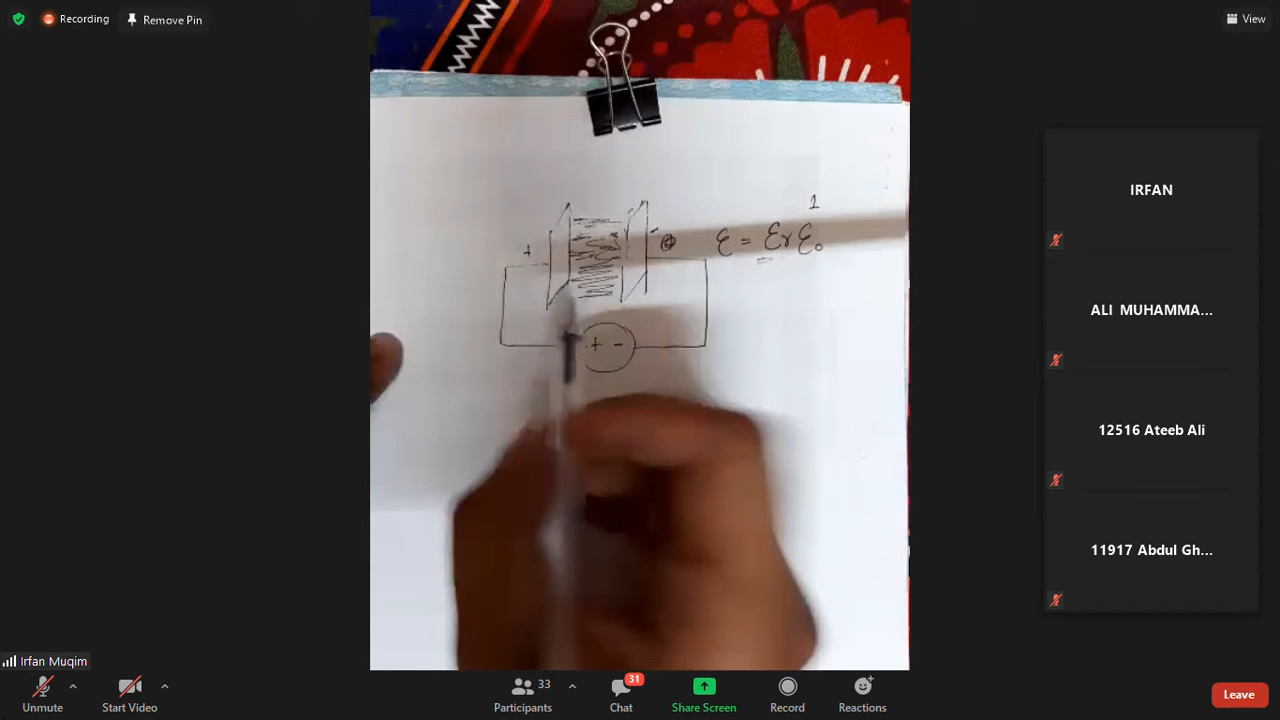 Recording
Remove Pin
View
1
+ - ε = εr ε₀
+ -
IRFAN
ALI MUHAMMA...
12516 Ateeb Ali
11917 Abdul Gh...
Irfan Muqim
Unmute
Start Video
33
Participants
31
Chat
Share Screen
Record
Reactions
Leave